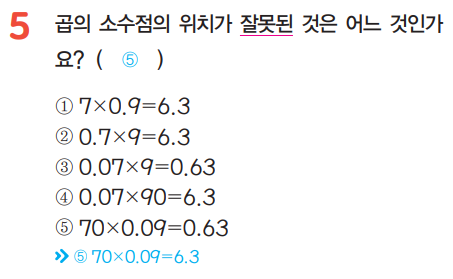 5 곱의 소수점의 위치가 잘못된 것은 어느 것인가
요? ( ⑤ )
① 7×0.9=6.3
② 0.7×9=6.3
③ 0.07×9=0.63
④ 0.07×90=6.3
⑤ 70×0.09=0.63
» ⑤ 70×0.09=6.3